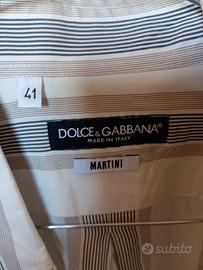 41
DOLCE & GABBANA
MADE IN ITALY
MARTINI
subito